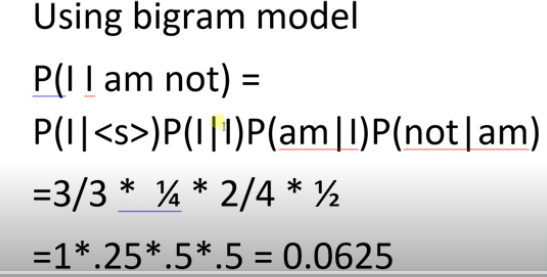 Using bigram model
P(I I am not) =
P(I|<s>)P(I|I)P(am|I)P(not|am)
=3/3 * ¼ * 2/4 * ½
=1*.25*.5*.5 = 0.0625